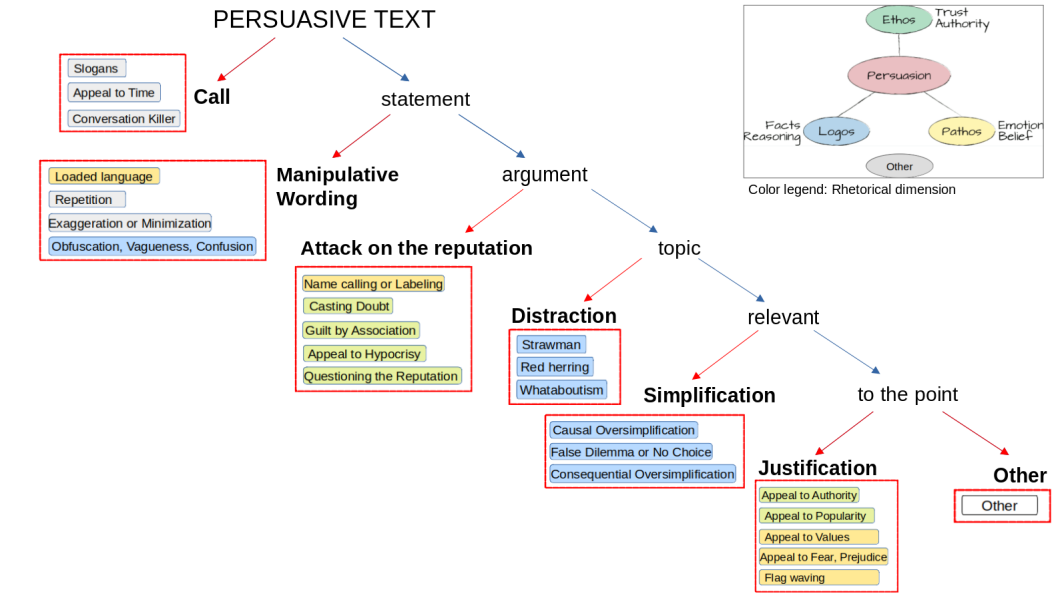 PERSUASIVE TEXT
Slogans
Appeal to Time
Conversation Killer
Call
statement
Loaded language
Repetition
Exaggeration or Minimization
Obfuscation, Vagueness, Confusion
Manipulative
Wording
argument
Attack on the reputation
Name calling or Labeling
Casting Doubt
Guilt by Association
Appeal to Hypocrisy
Questioning the Reputation
topic
Distraction
Strawman
Red herring
Whataboutism
relevant
Simplification
Causal Oversimplification
False Dilemma or No Choice
Consequential Oversimplification
to the point
Justification
Appeal to Authority
Appeal to Popularity
Appeal to Values
Appeal to Fear, Prejudice
Flag waving
Other
Other
Ethos
Trust
Authority
Persuasion
Facts
Reasoning
Logos
Pathos
Emotion
Belief
Other
Color legend: Rhetorical dimension